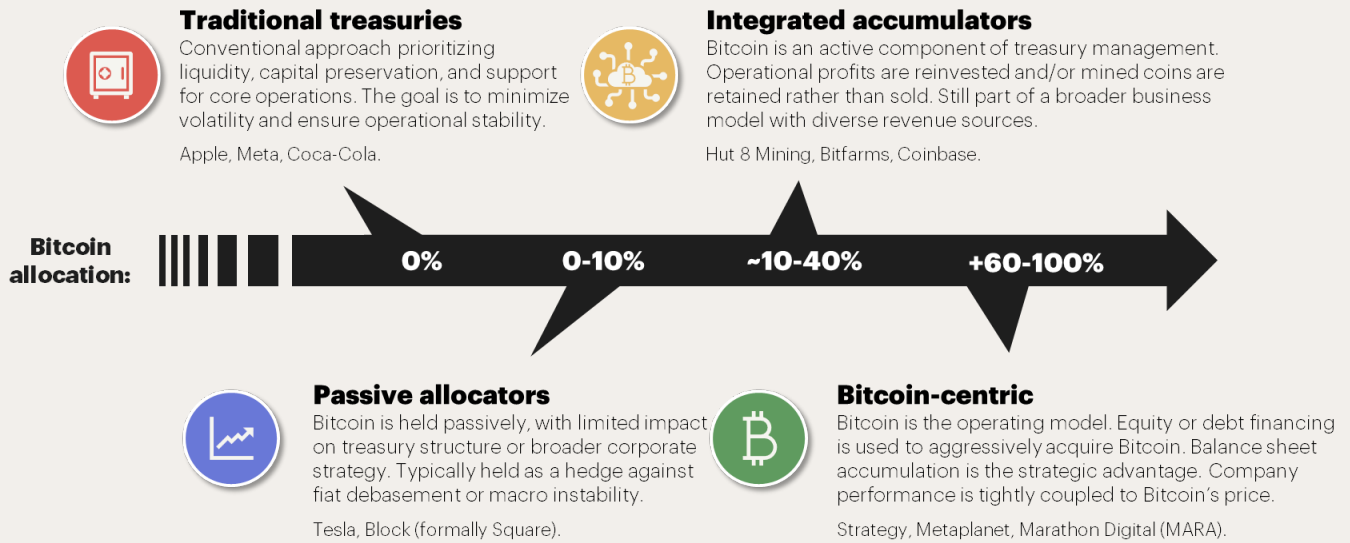 Traditional treasuries
Conventional approach prioritizing
liquidity, capital preservation, and support
for core operations. The goal is to minimize
volatility and ensure operational stability.
Apple, Meta, Coca-Cola.
Integrated accumulators
Bitcoin is an active component of treasury management.
Operational profits are reinvested and/or mined coins are
retained rather than sold. Still part of a broader business
model with diverse revenue sources.
Hut 8 Mining, Bitfarms, Coinbase.
Bitcoin
allocation:
0%
0-10%
~10-40%
+60-100%
Passive allocators
Bitcoin is held passively, with limited impact
on treasury structure or broader corporate
strategy. Typically held as a hedge against
fiat debasement or macro instability.
Tesla, Block (formally Square).
Bitcoin-centric
Bitcoin is the operating model. Equity or debt financing
is used to aggressively acquire Bitcoin. Balance sheet
accumulation is the strategic advantage. Company
performance is tightly coupled to Bitcoin's price.
Strategy, Metaplanet, Marathon Digital (MARA).